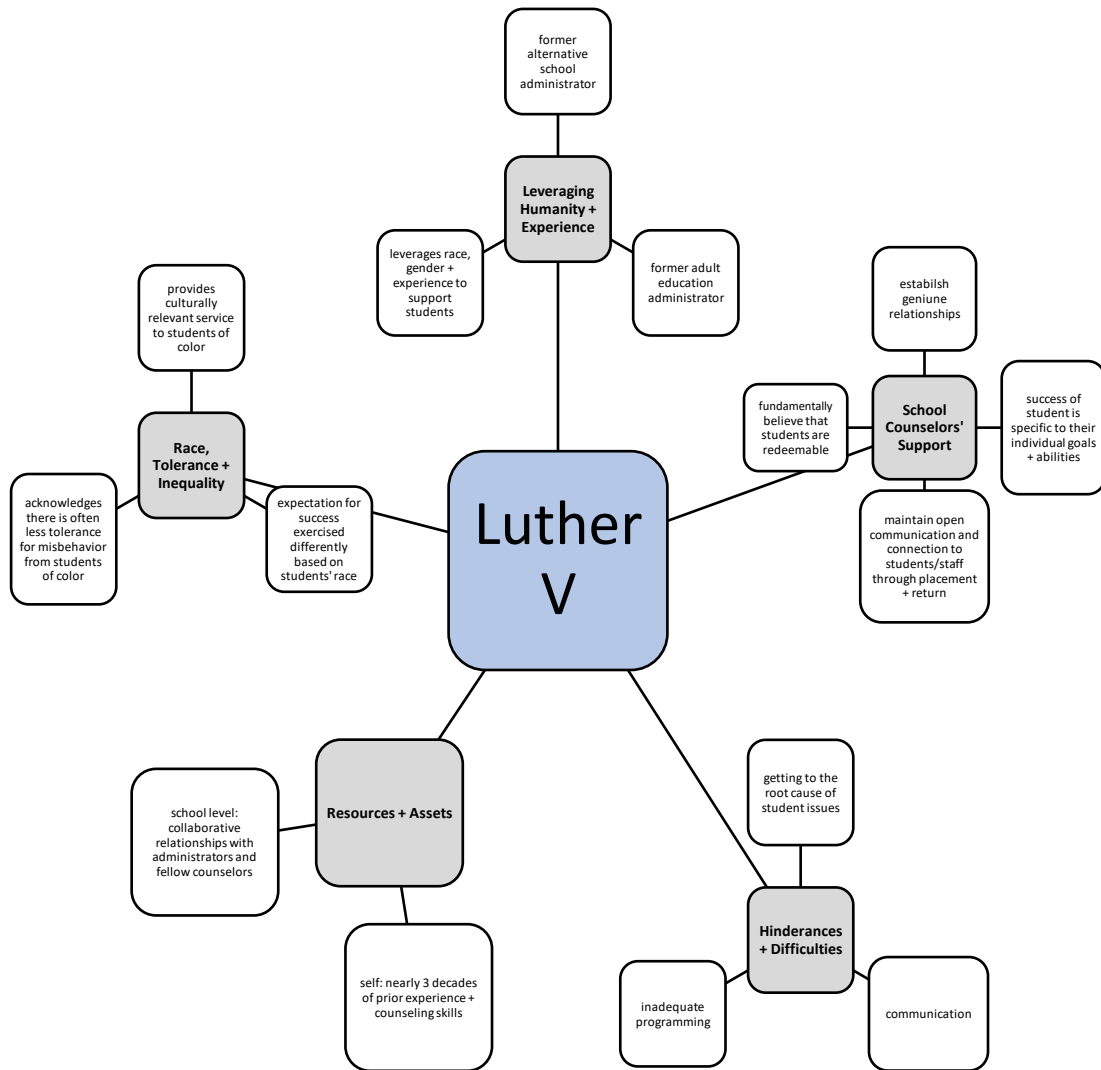 former
alternative
school
administrator
Leveraging
Humanity +
Experience
leverages race,
gender +
experience to
support
students
former adult
education
administrator
provides
culturally
relevant service
to students of
color
Race,
Tolerance +
Inequality
acknowledges
there is often
less tolerance
for misbehavior
from students
of color
expectation for
success
exercised
differently
based on
students' race
estabilsh
geniune
relationships
fundamentally
believe that
students are
redeemable
School
Counselors'
Support
success of
student is
specific to their
individual goals
+ abilities
maintain open
communication and
connection to
students/staff
through placement
+ return
Luther
V
Resources + Assets
school level:
collaborative
relationships with
administrators and
fellow counselors
self: nearly 3 decades
of prior experience +
counseling skills
getting to the
root cause of
student issues
Hinderances
+ Difficulties
inadequate
programming
communication